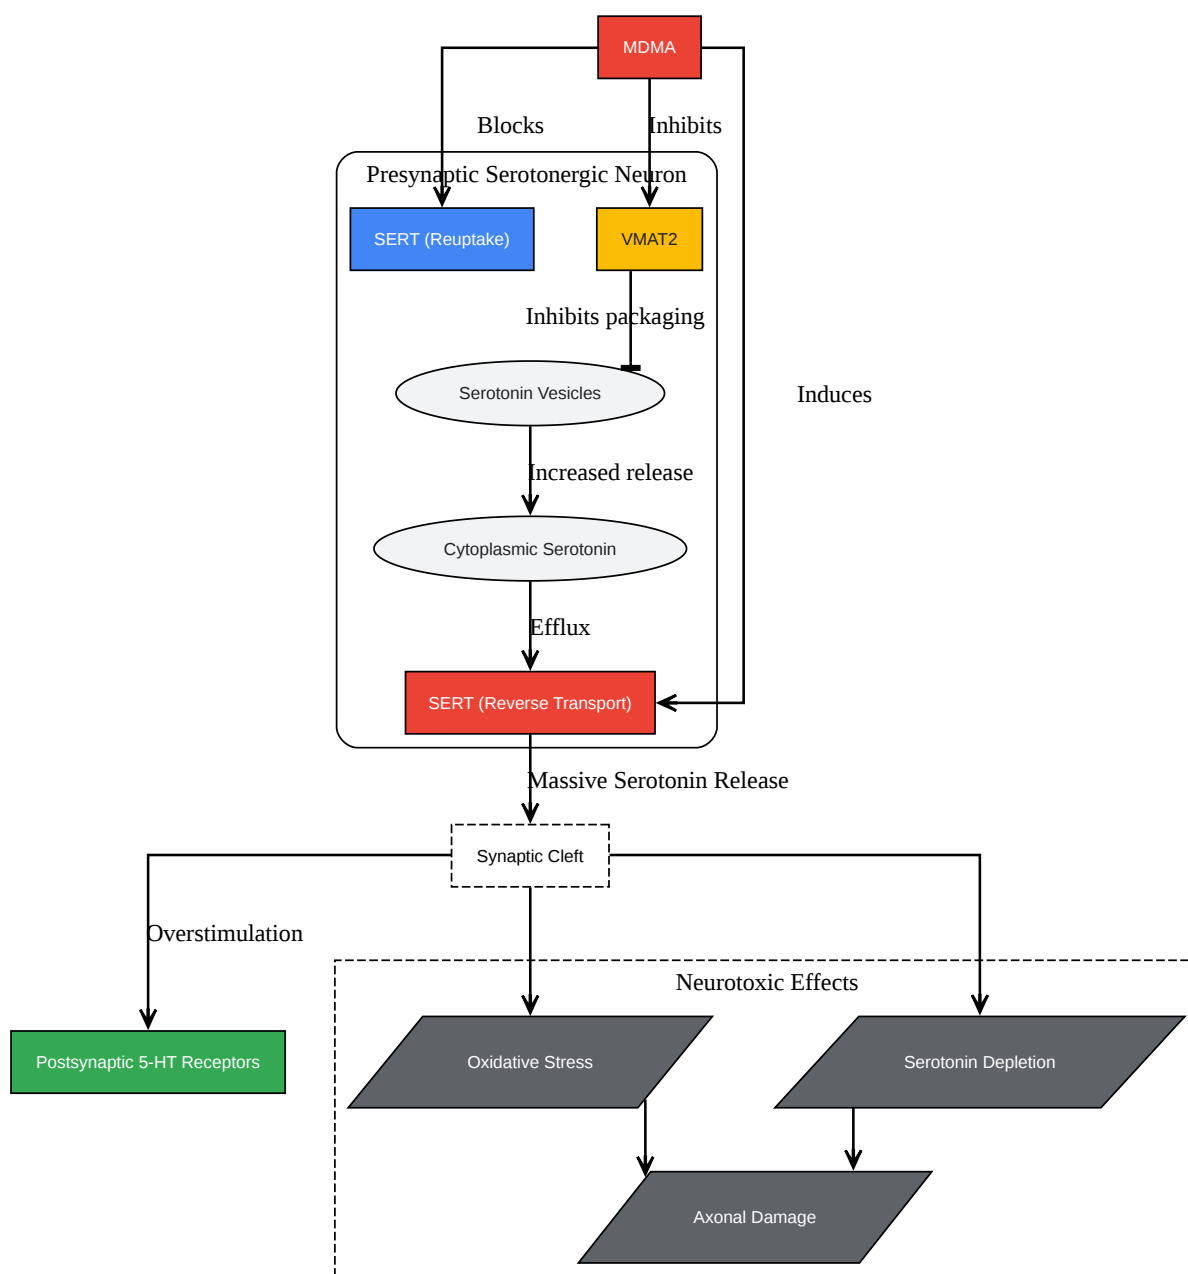 MDMA
Blocks
Inhibits
Presynaptic Serotonergic Neuron
SERT (Reuptake)
VMAT2
Inhibits packaging
Serotonin Vesicles
Induces
Increased release
Cytoplasmic Serotonin
Efflux
SERT (Reverse Transport)
Massive Serotonin Release
Synaptic Cleft
Overstimulation
Neurotoxic Effects
Postsynaptic 5-HT Receptors
Oxidative Stress
Serotonin Depletion
Axonal Damage